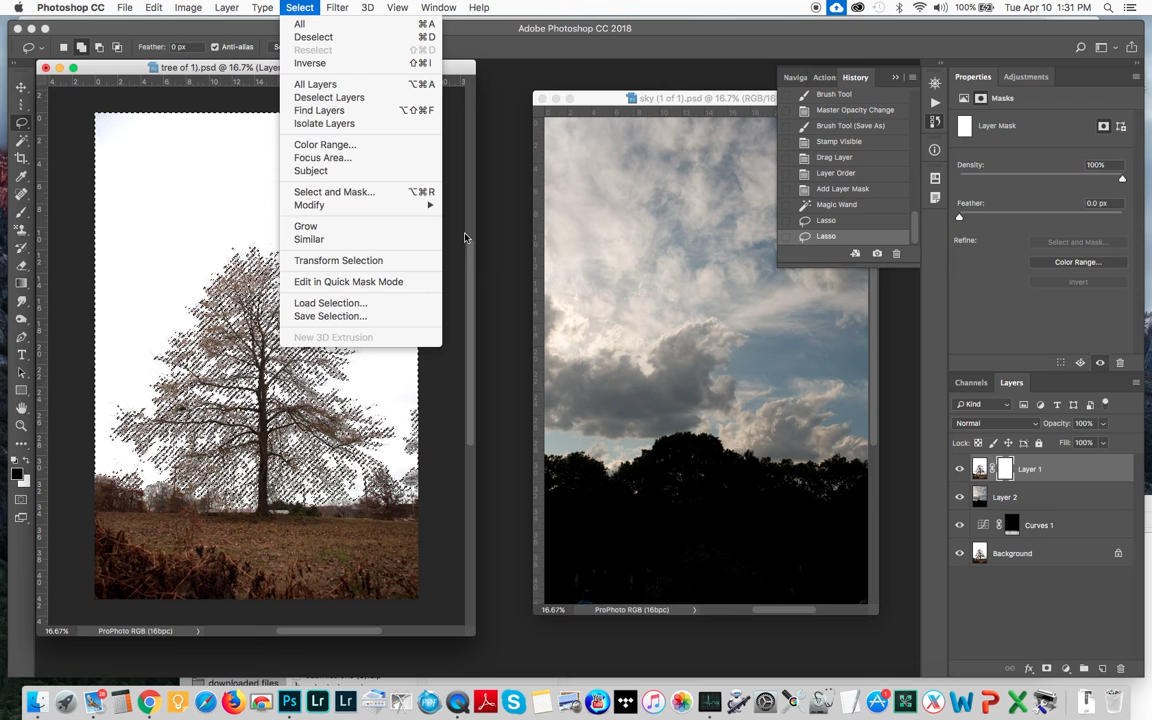 Photoshop CC File Edit Image Layer Type Select Filter 3D View Window Help 100% Tue Apr 10 1:31 PM
Adobe Photoshop CC 2018
Feather: 0 px Anti-alias
tree of 1).psd @ 16.7% (Layer
sky (1 of 1).psd @ 16.7% (RGB/16
All ⌘A
Deselect ⌘D
Reselect ⇧⌘D
Inverse ⇧⌘I
All Layers ⌥⌘A
Deselect Layers
Find Layers ⌥⇧⌘F
Isolate Layers
Color Range...
Focus Area...
Subject
Select and Mask... ⌥⌘R
Modify
Grow
Similar
Transform Selection
Edit in Quick Mask Mode
Load Selection...
Save Selection...
New 3D Extrusion
16.67% ProPhoto RGB (16bpc)
16.67% ProPhoto RGB (16bpc)
Naviga Action History
Brush Tool
Master Opacity Change
Brush Tool (Save As)
Stamp Visible
Drag Layer
Layer Order
Add Layer Mask
Magic Wand
Lasso
Lasso
Properties Adjustments
Masks
Layer Mask
Density: 100%
Feather: 0.0 px
Refine: Select and Mask...
Color Range...
Invert
Channels Layers
Kind
Normal Opacity: 100%
Lock: Fill: 100%
Layer 1
Layer 2
Curves 1
Background
downloaded files